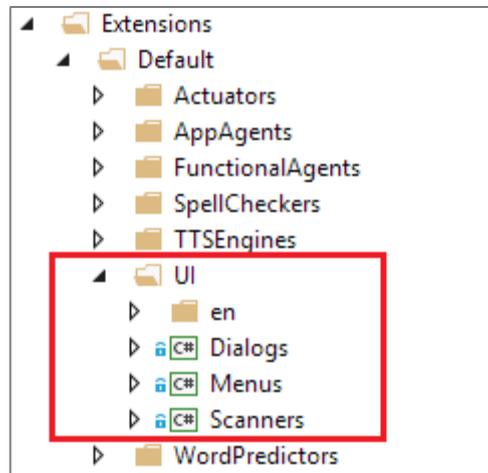 Extensions
Default
Actuators
AppAgents
FunctionalAgents
SpellCheckers
TTSEngines
UI
en
C# Dialogs
C# Menus
C# Scanners
WordPredictors